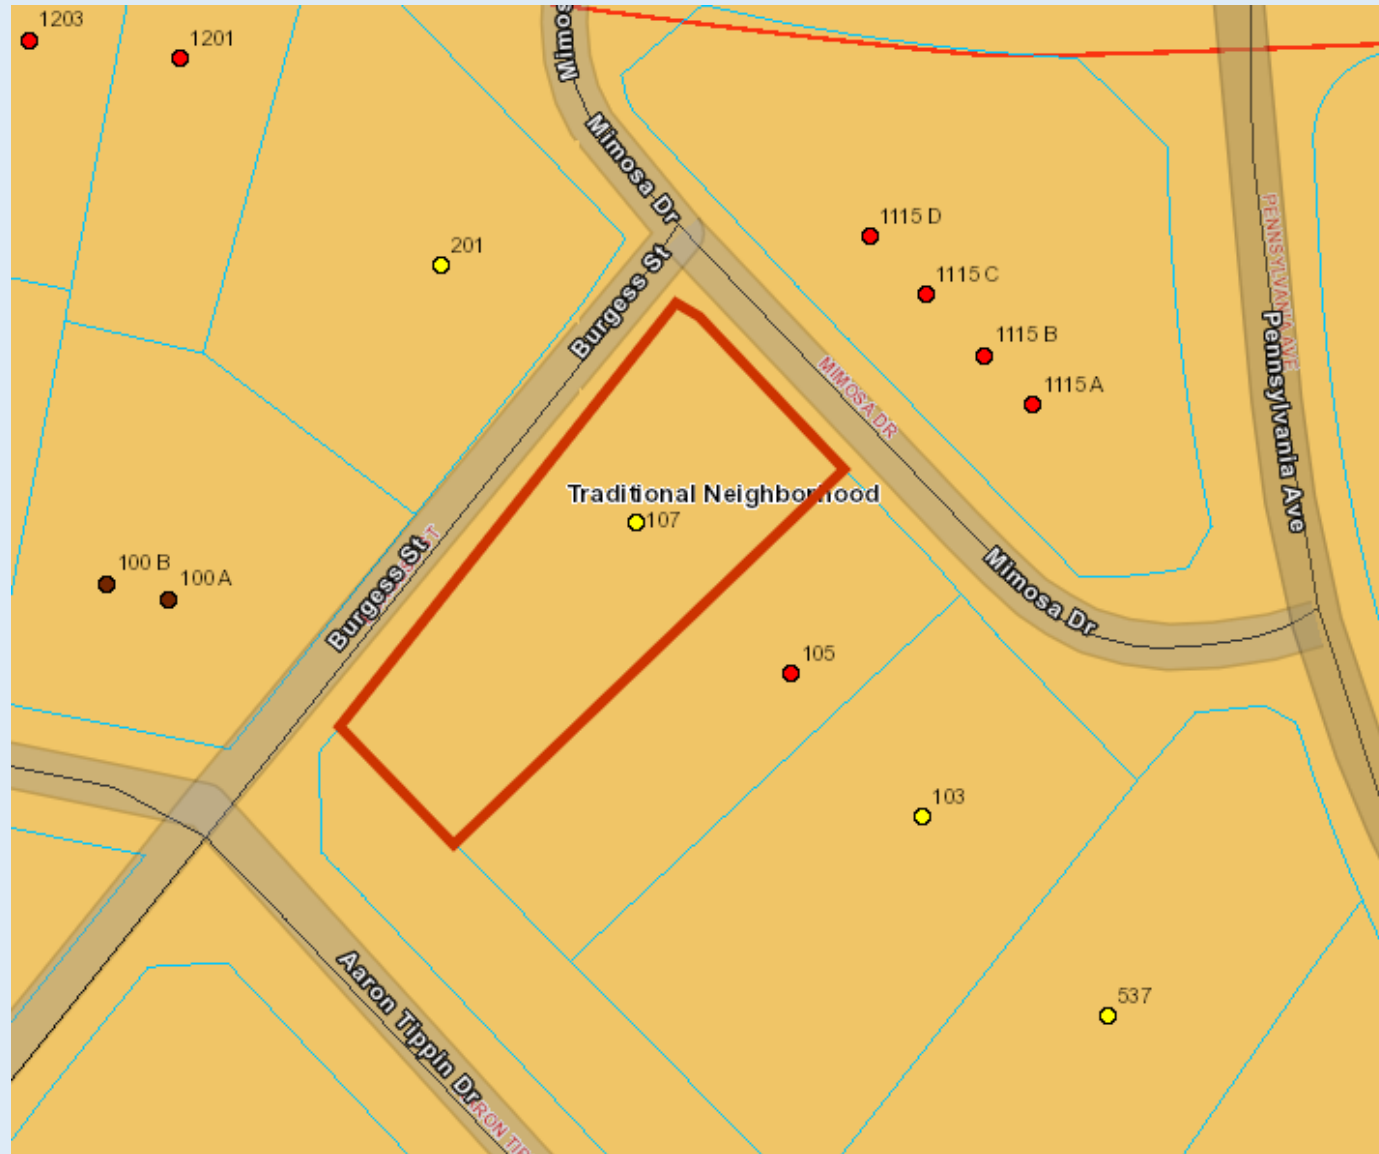 1203
1201
Mimosa Dr
201
Burgess St
1115 D
1115 C
1115 B
1115 A
MIMOSA DR
PENNSYLVANIA AVE
Pennsylvania Ave
Traditional Neighborhood
107
100 B
100 A
Burgess St
Mimosa Dr
105
103
537
Aaron Tippin Dr